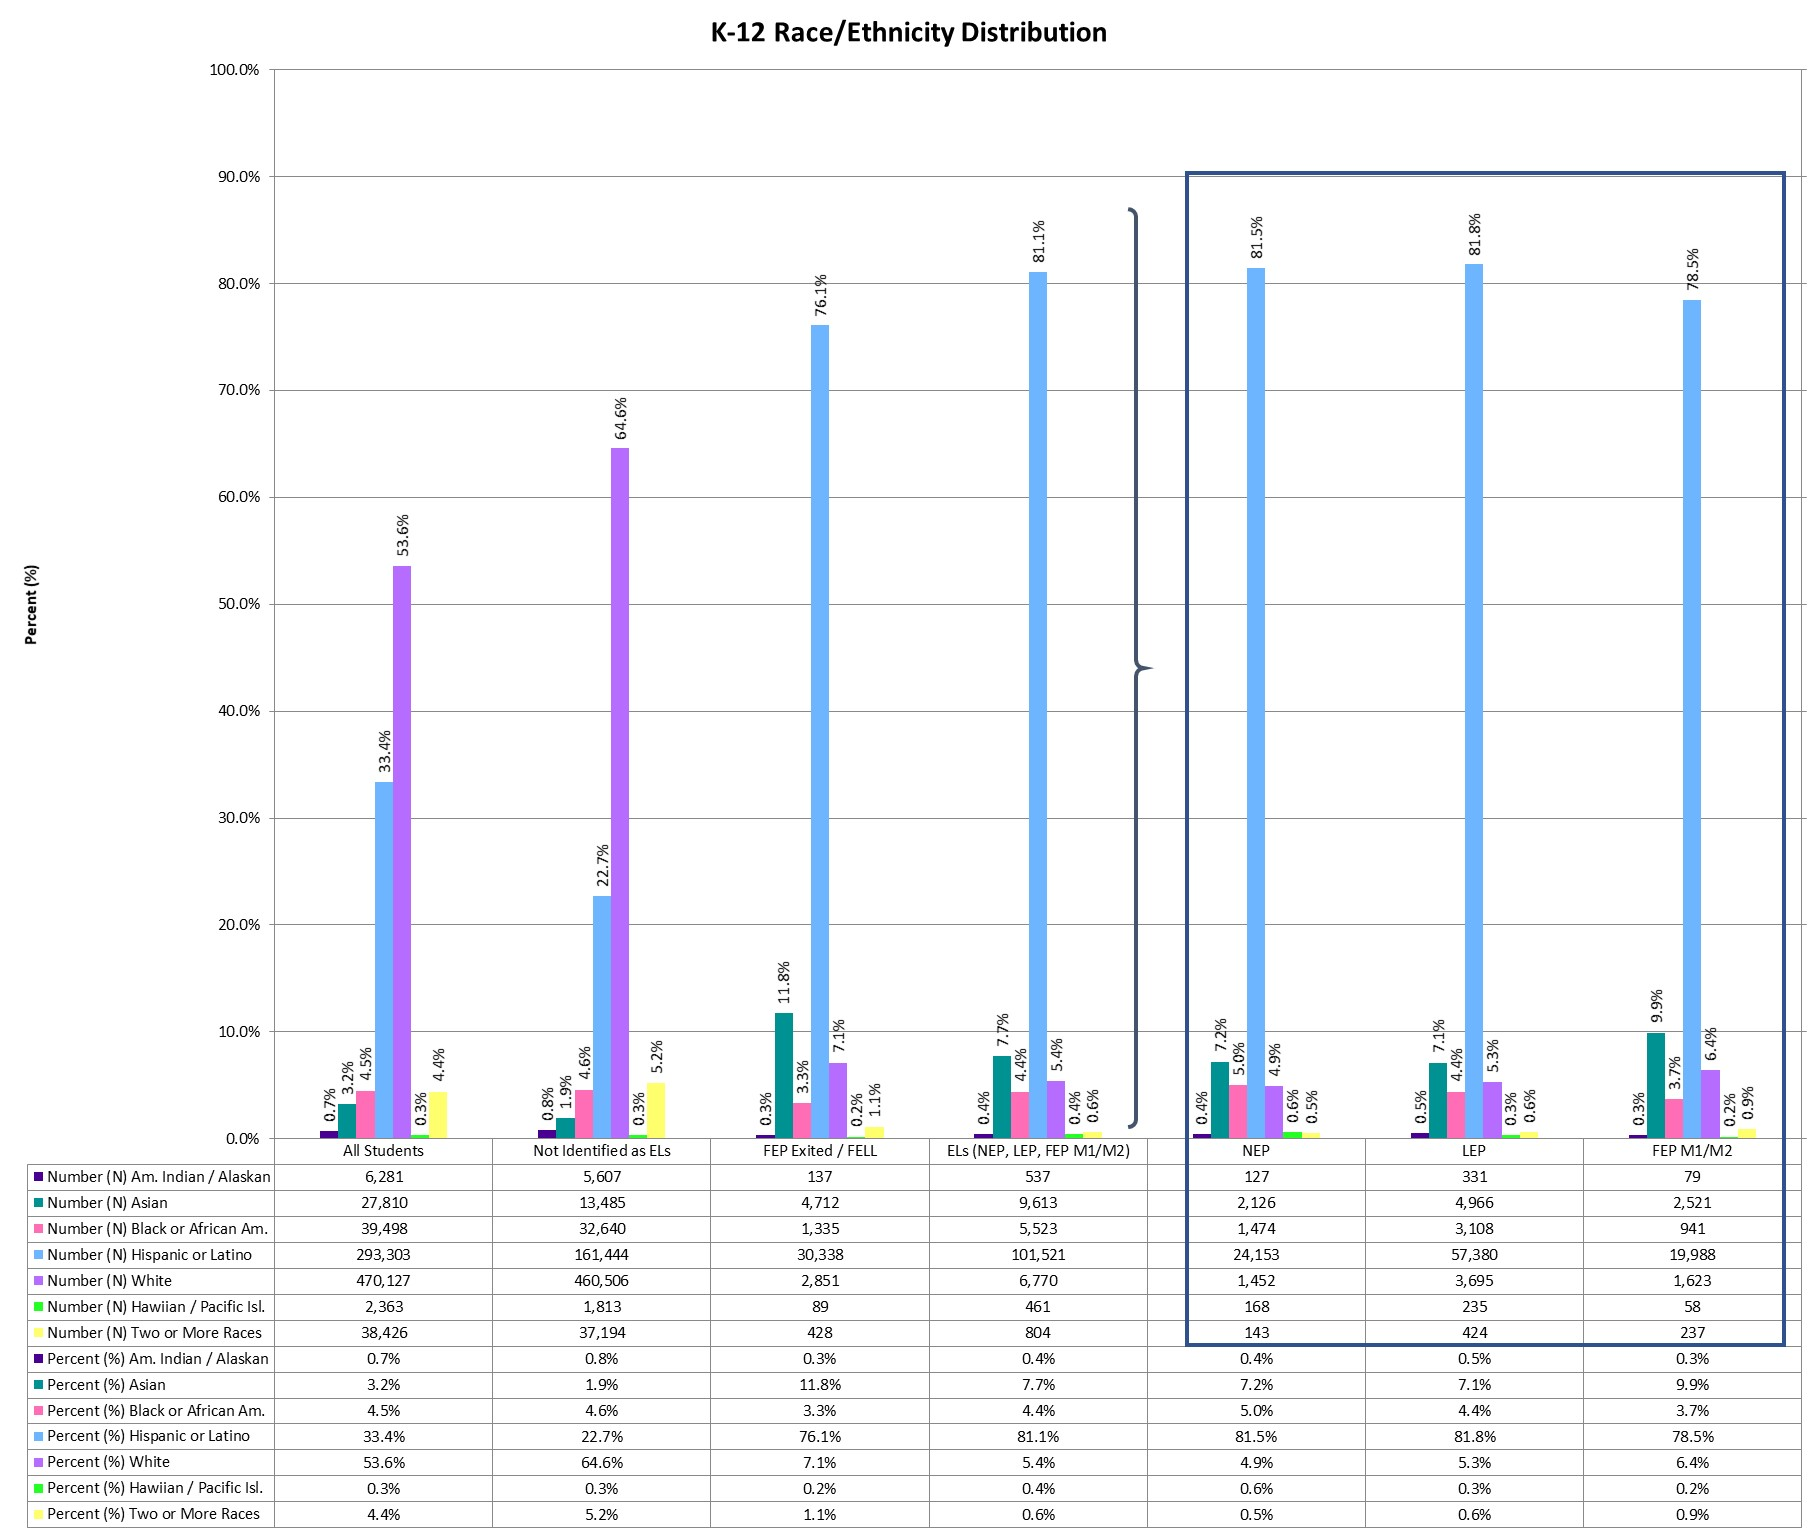 K-12 Race/Ethnicity Distribution
Percent (%)
100.0%
90.0%
80.0%
70.0%
60.0%
50.0%
40.0%
30.0%
20.0%
10.0%
0.0%
0.7% 3.2% 4.5% 33.4% 53.6% 0.3% 4.4%
0.8% 1.9% 4.6% 22.7% 64.6% 0.3% 5.2%
0.3% 11.8% 3.3% 76.1% 7.1% 0.2% 1.1%
0.4% 7.7% 4.4% 81.1% 5.4% 0.4% 0.6%
0.4% 7.2% 5.0% 81.5% 4.9% 0.6% 0.5%
0.5% 7.1% 4.4% 81.8% 5.3% 0.3% 0.6%
0.3% 9.9% 3.7% 78.5% 6.4% 0.2% 0.9%
All Students Not Identified as ELs FEP Exited / FELL ELs (NEP, LEP, FEP M1/M2) NEP LEP FEP M1/M2
Number (N) Am. Indian / Alaskan 6,281 5,607 137 537 127 331 79
Number (N) Asian 27,810 13,485 4,712 9,613 2,126 4,966 2,521
Number (N) Black or African Am. 39,498 32,640 1,335 5,523 1,474 3,108 941
Number (N) Hispanic or Latino 293,303 161,444 30,338 101,521 24,153 57,380 19,988
Number (N) White 470,127 460,506 2,851 6,770 1,452 3,695 1,623
Number (N) Hawiian / Pacific Isl. 2,363 1,813 89 461 168 235 58
Number (N) Two or More Races 38,426 37,194 428 804 143 424 237
Percent (%) Am. Indian / Alaskan 0.7% 0.8% 0.3% 0.4% 0.4% 0.5% 0.3%
Percent (%) Asian 3.2% 1.9% 11.8% 7.7% 7.2% 7.1% 9.9%
Percent (%) Black or African Am. 4.5% 4.6% 3.3% 4.4% 5.0% 4.4% 3.7%
Percent (%) Hispanic or Latino 33.4% 22.7% 76.1% 81.1% 81.5% 81.8% 78.5%
Percent (%) White 53.6% 64.6% 7.1% 5.4% 4.9% 5.3% 6.4%
Percent (%) Hawiian / Pacific Isl. 0.3% 0.3% 0.2% 0.4% 0.6% 0.3% 0.2%
Percent (%) Two or More Races 4.4% 5.2% 1.1% 0.6% 0.5% 0.6% 0.9%